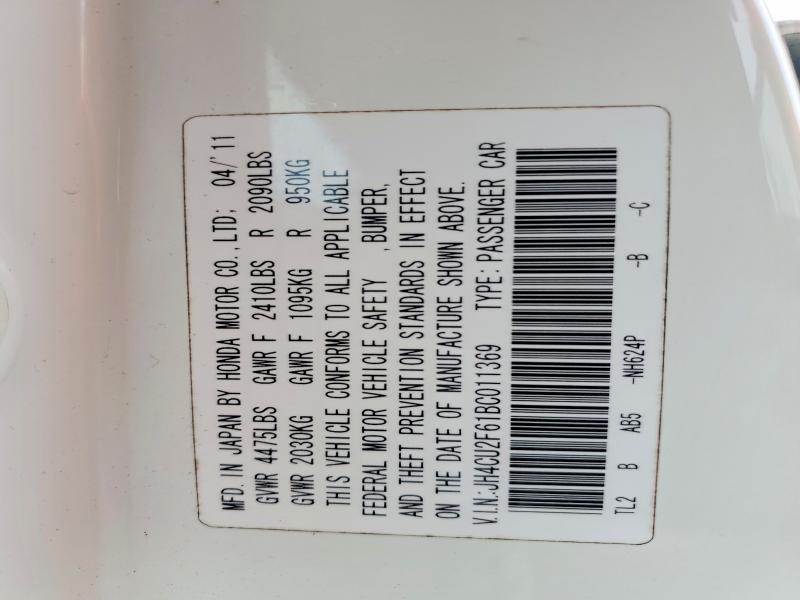 MFD. IN JAPAN BY HONDA MOTOR CO., LTD; 04/'11
GVWR 4475LBS GAWR F 2410LBS R 2090LBS
GVWR 2030KG GAWR F 1095KG R 950KG
THIS VEHICLE CONFORMS TO ALL APPLICABLE
FEDERAL MOTOR VEHICLE SAFETY , BUMPER,
AND THEFT PREVENTION STANDARDS IN EFFECT
ON THE DATE OF MANUFACTURE SHOWN ABOVE.
V.I.N:JH4CU2F61BC011369 TYPE: PASSENGER CAR
TL2 B AB5 -NH624P -B -C